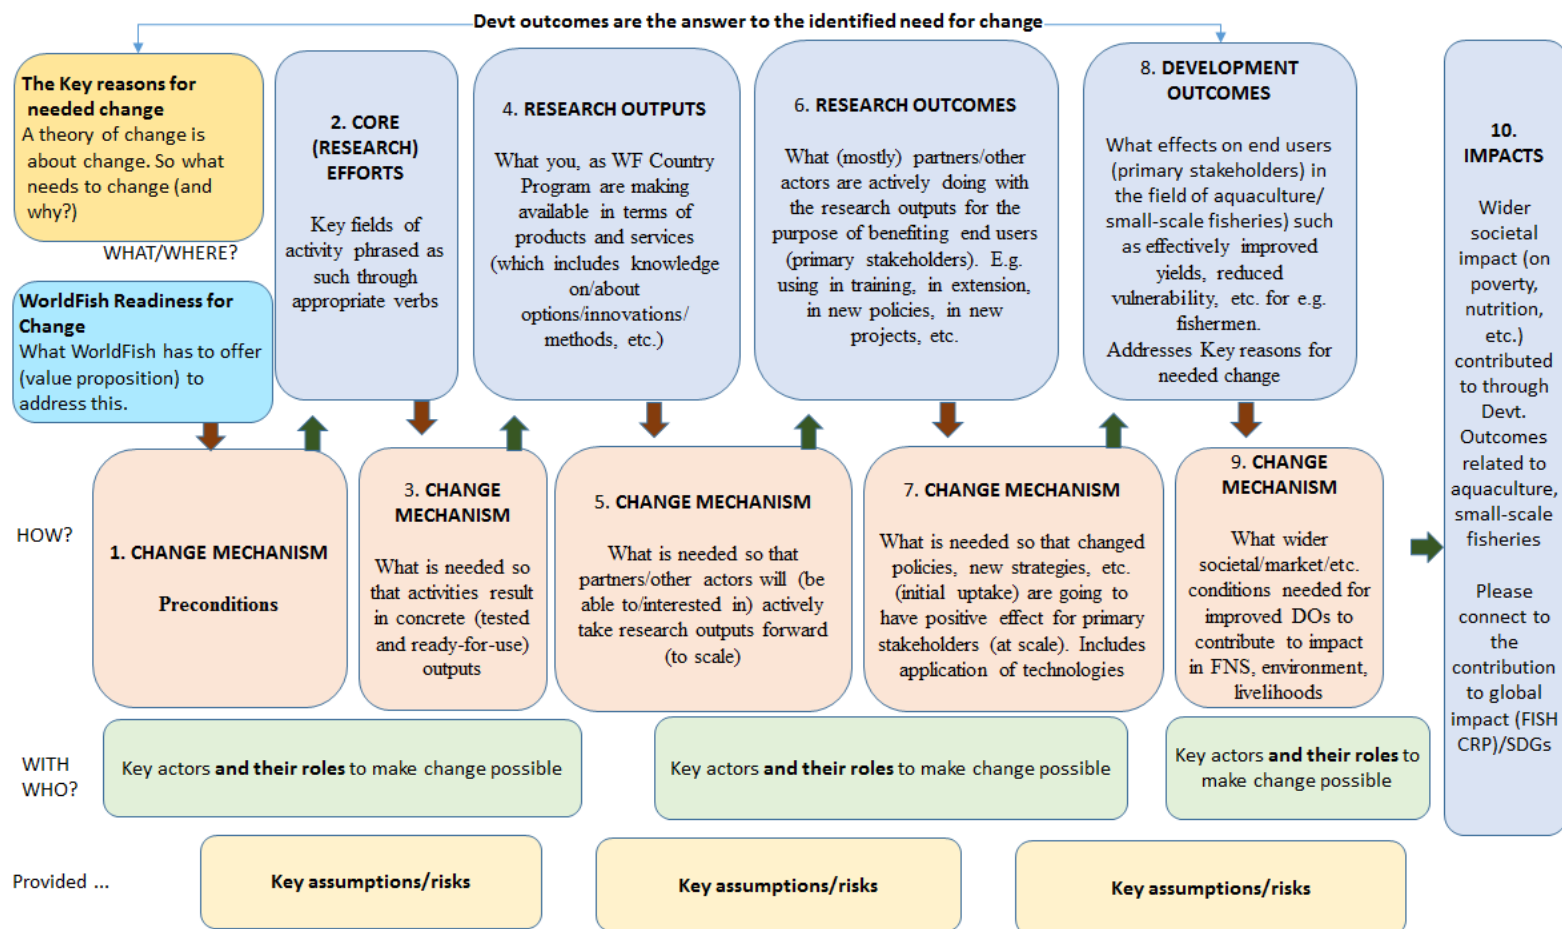 Devt outcomes are the answer to the identified need for change
The Key reasons for
needed change
A theory of change is
about change. So what
needs to change (and
why?)
WHAT/WHERE?
WorldFish Readiness for
Change
What WorldFish has to offer
(value proposition) to
address this.
2. CORE
(RESEARCH)
EFFORTS
Key fields of
activity phrased as
such through
appropriate verbs
4. RESEARCH OUTPUTS
What you, as WF Country
Program are making
available in terms of
products and services
(which includes knowledge
on/about
options/innovations/
methods, etc.)
6. RESEARCH OUTCOMES
What (mostly) partners/other
actors are actively doing with
the research outputs for the
purpose of benefiting end users
(primary stakeholders). E.g.
using in training, in extension,
in new policies, in new
projects, etc.
8. DEVELOPMENT
OUTCOMES
What effects on end users
(primary stakeholders) in
the field of aquaculture/
small-scale fisheries) such
as effectively improved
yields, reduced
vulnerability, etc. for e.g.
fishermen.
Addresses Key reasons for
needed change
10.
IMPACTS
Wider
societal
impact (on
poverty,
nutrition,
etc.)
contributed
to through
Devt.
Outcomes
related to
aquaculture,
small-scale
fisheries
Please
connect to
the
contribution
to global
impact (FISH
CRP)/SDGs
HOW?
1. CHANGE MECHANISM
Preconditions
3. CHANGE
MECHANISM
What is needed so
that activities result
in concrete (tested
and ready-for-use)
outputs
5. CHANGE MECHANISM
What is needed so that
partners/other actors will (be
able to/interested in) actively
take research outputs forward
(to scale)
7. CHANGE MECHANISM
What is needed so that changed
policies, new strategies, etc.
(initial uptake) are going to
have positive effect for primary
stakeholders (at scale). Includes
application of technologies
9. CHANGE
MECHANISM
What wider
societal/market/etc.
conditions needed for
improved DOs to
contribute to impact
in FNS, environment,
livelihoods
WITH
WHO?
Key actors and their roles to make change possible
Key actors and their roles to make change possible
Key actors and their roles to
make change possible
Provided ...
Key assumptions/risks
Key assumptions/risks
Key assumptions/risks